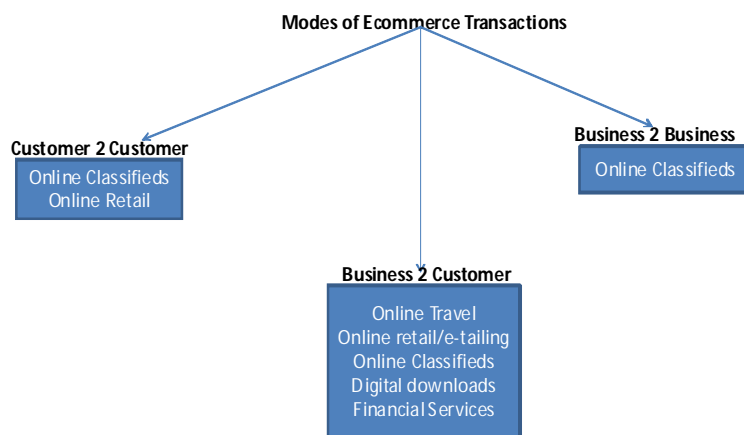 Modes of Ecommerce Transactions
Customer 2 Customer
Online Classifieds
Online Retail
Business 2 Business
Online Classifieds
Business 2 Customer
Online Travel
Online retail/e-tailing
Online Classifieds
Digital downloads
Financial Services